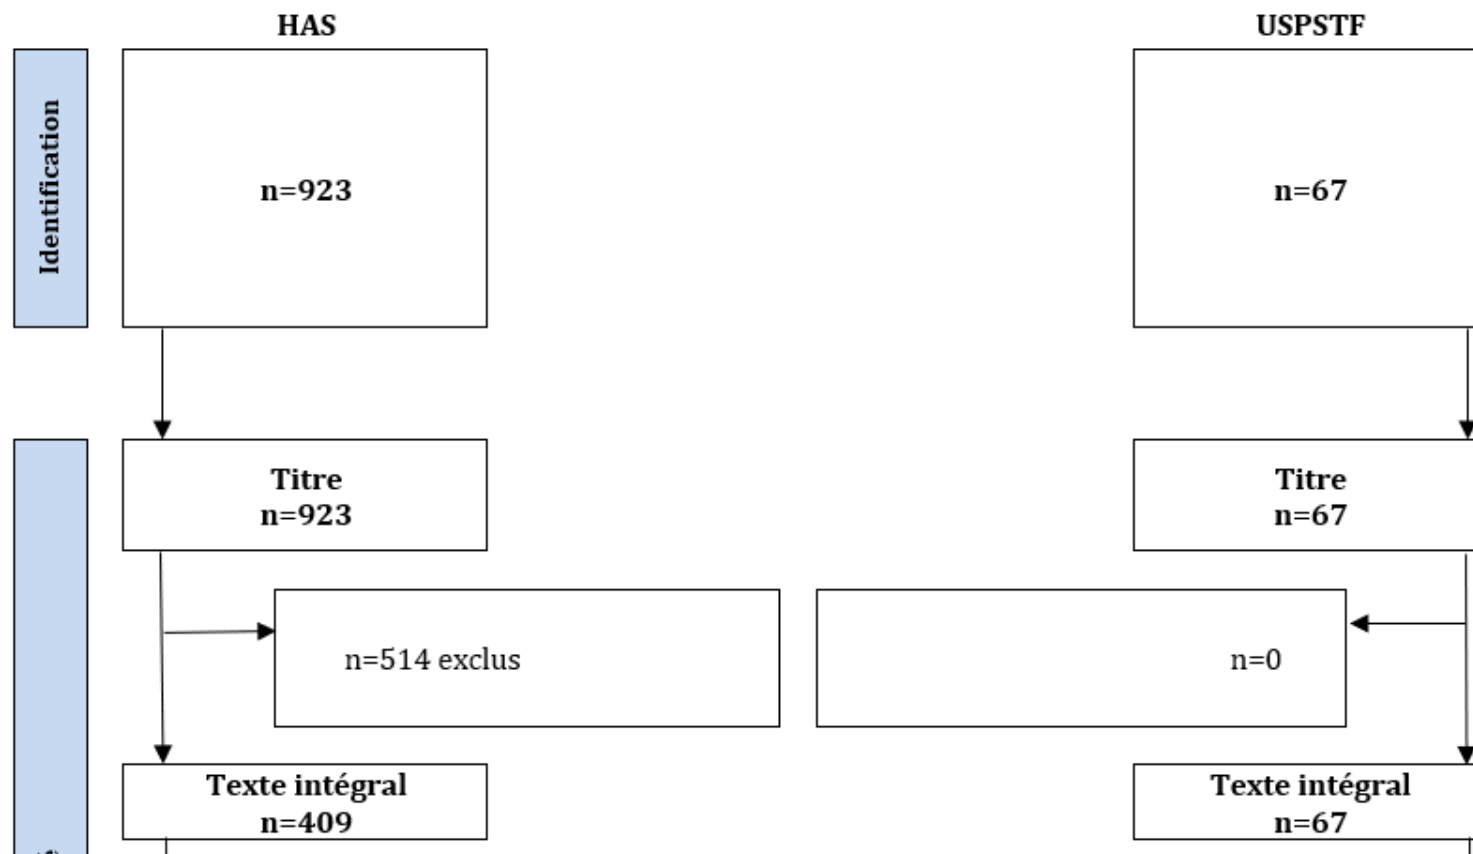 HAS
USPSTF
Identification
n=923
n=67
Titre
n=923
Titre
n=67
n=514 exclus
n=0
Texte intégral
n=409
Texte intégral
n=67